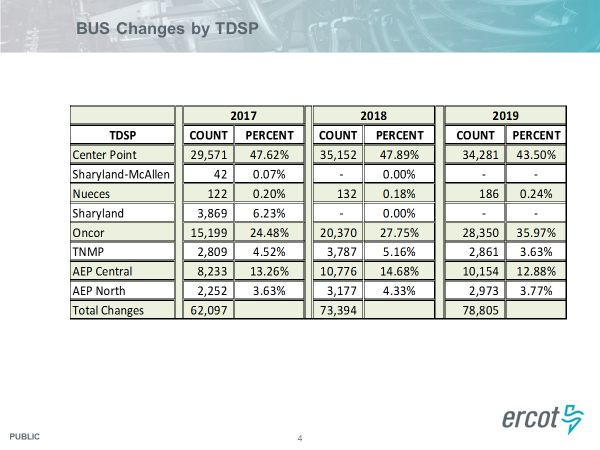 BUS Changes by TDSP
2017 2018 2019
TDSP COUNT PERCENT COUNT PERCENT COUNT PERCENT
Center Point 29,571 47.62% 35,152 47.89% 34,281 43.50%
Sharyland-McAllen 42 0.07% - 0.00% - -
Nueces 122 0.20% 132 0.18% 186 0.24%
Sharyland 3,869 6.23% - 0.00% - -
Oncor 15,199 24.48% 20,370 27.75% 28,350 35.97%
TNMP 2,809 4.52% 3,787 5.16% 2,861 3.63%
AEP Central 8,233 13.26% 10,776 14.68% 10,154 12.88%
AEP North 2,252 3.63% 3,177 4.33% 2,973 3.77%
Total Changes 62,097 73,394 78,805
ercot
PUBLIC
4